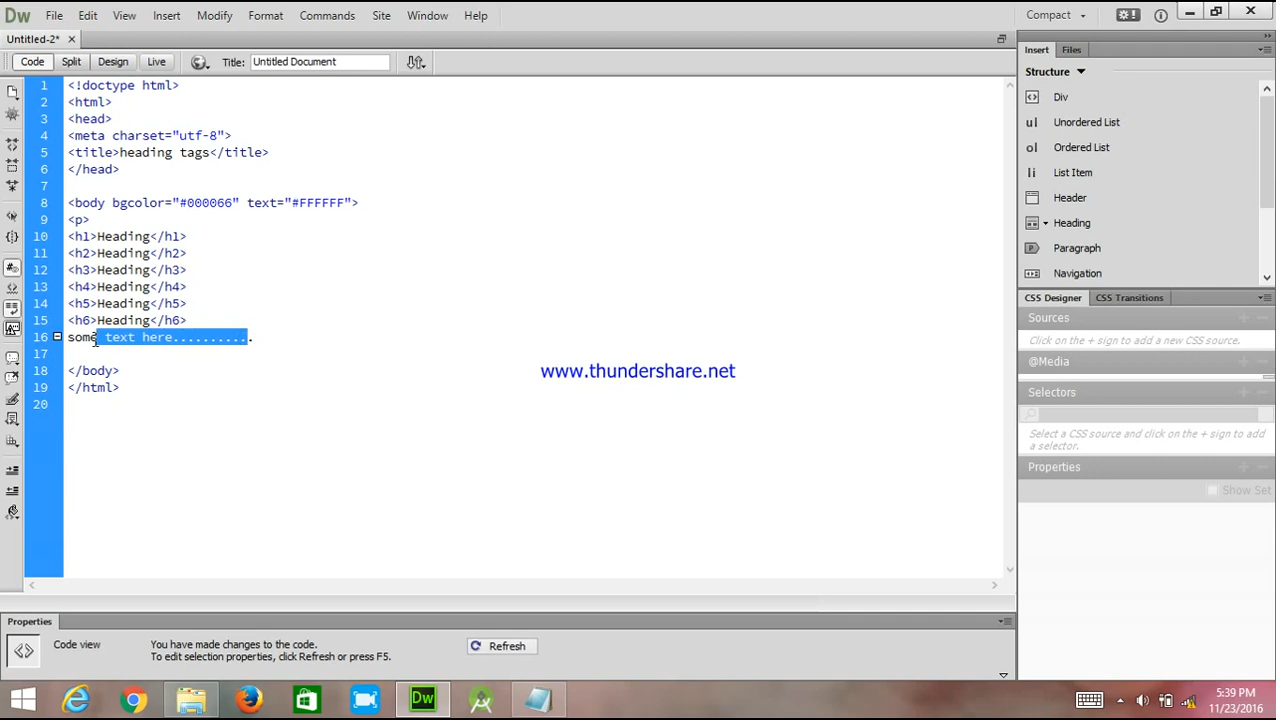 Dw File Edit View Insert Modify Format Commands Site Window Help Compact
Untitled-2* Insert Files
Code Split Design Live Title: Untitled Document Structure
1 <!doctype html>
2 <html>
3 <head>
4 <meta charset="utf-8">
5 <title>heading tags</title>
6 </head>
7
8 <body bgcolor="#000066" text="#FFFFFF">
9 <p>
10 <h1>Heading</h1>
11 <h2>Heading</h2>
12 <h3>Heading</h3>
13 <h4>Heading</h4>
14 <h5>Heading</h5>
15 <h6>Heading</h6>
16 some text here...........
17
18 </body>
19 </html>
20
www.thundershare.net
Div
ul Unordered List
ol Ordered List
li List Item
Header
Heading
Paragraph
Navigation
CSS Designer CSS Transitions
Sources
Click on the + sign to add a new CSS source.
@Media
Selectors
Select a CSS source and click on the + sign to add
a selector.
Properties
Show Set
Properties
Code view You have made changes to the code. Refresh
To edit selection properties, click Refresh or press F5.
Dw 5:39 PM
11/23/2016